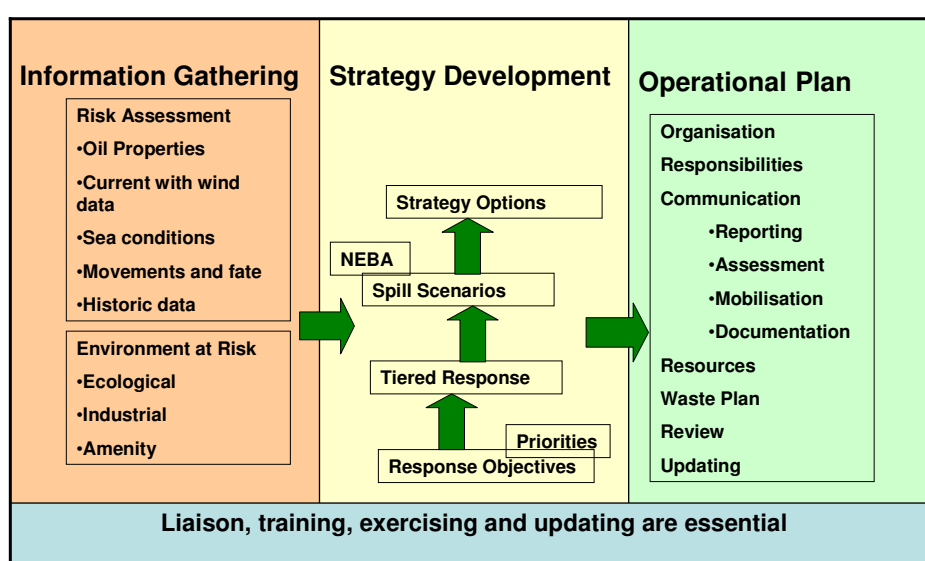 Information Gathering
Risk Assessment
•Oil Properties
•Current with wind
data
•Sea conditions
•Movements and fate
•Historic data
Environment at Risk
•Ecological
•Industrial
•Amenity
Strategy Development
Strategy Options
NEBA
Spill Scenarios
Tiered Response
Priorities
Response Objectives
Operational Plan
Organisation
Responsibilities
Communication
•Reporting
•Assessment
•Mobilisation
•Documentation
Resources
Waste Plan
Review
Updating
Liaison, training, exercising and updating are essential